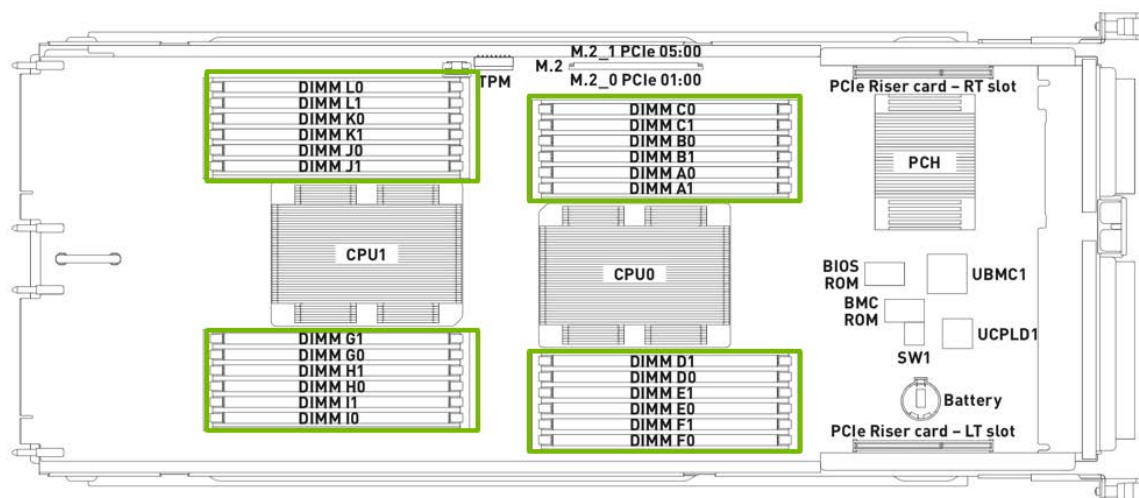 M.2_1 PCIe 05:00
M.2
M.2_0 PCIe 01:00
TPM
PCIe Riser card – RT slot
DIMM L0
DIMM L1
DIMM K0
DIMM K1
DIMM J0
DIMM J1
DIMM C0
DIMM C1
DIMM B0
DIMM B1
DIMM A0
DIMM A1
PCH
CPU1
CPU0
BIOS
ROM
UBMC1
BMC
ROM
UCPLD1
SW1
DIMM G1
DIMM G0
DIMM H1
DIMM H0
DIMM I1
DIMM I0
DIMM D1
DIMM D0
DIMM E1
DIMM E0
DIMM F1
DIMM F0
Battery
PCIe Riser card – LT slot